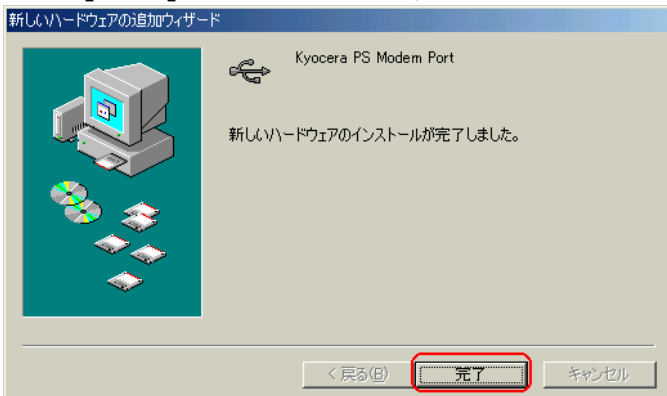 新しいハードウェアの追加ウィザード
Kyocera PS Modem Port
新しいハードウェアのインストールが完了しました。
< 戻る(B)
完了
キャンセル